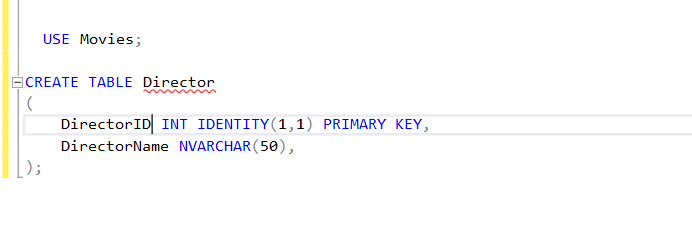 USE Movies;
CREATE TABLE Director
(
DirectorID INT IDENTITY(1,1) PRIMARY KEY,
DirectorName NVARCHAR(50),
);